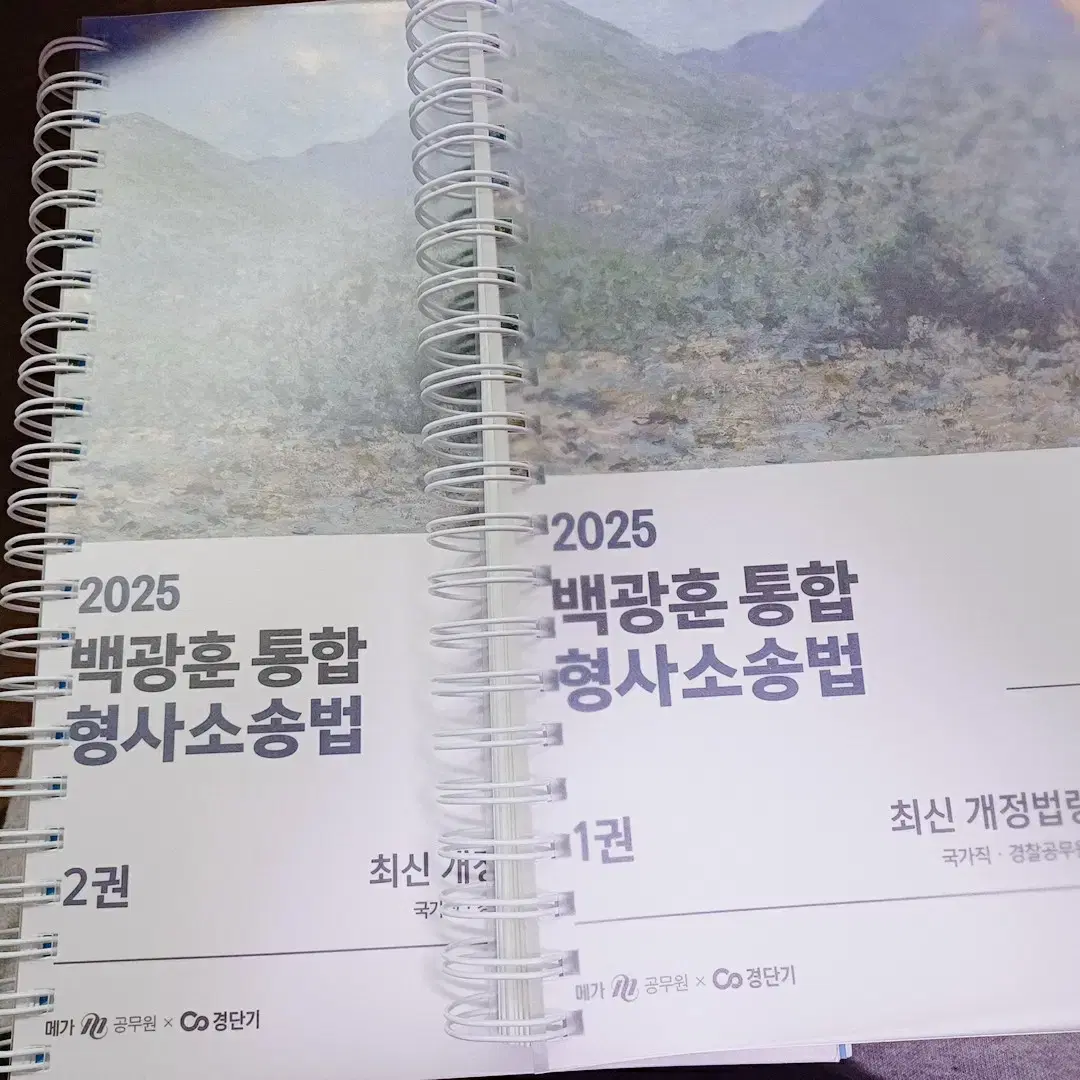 2025
백광훈 통합
형사소송법
2권
최신
메가 공무원 × 경단기
2025
백광훈 통합
형사소송법
1권
최신 개정법령
국가직 · 경찰공무원
메가 공무원 × 경단기